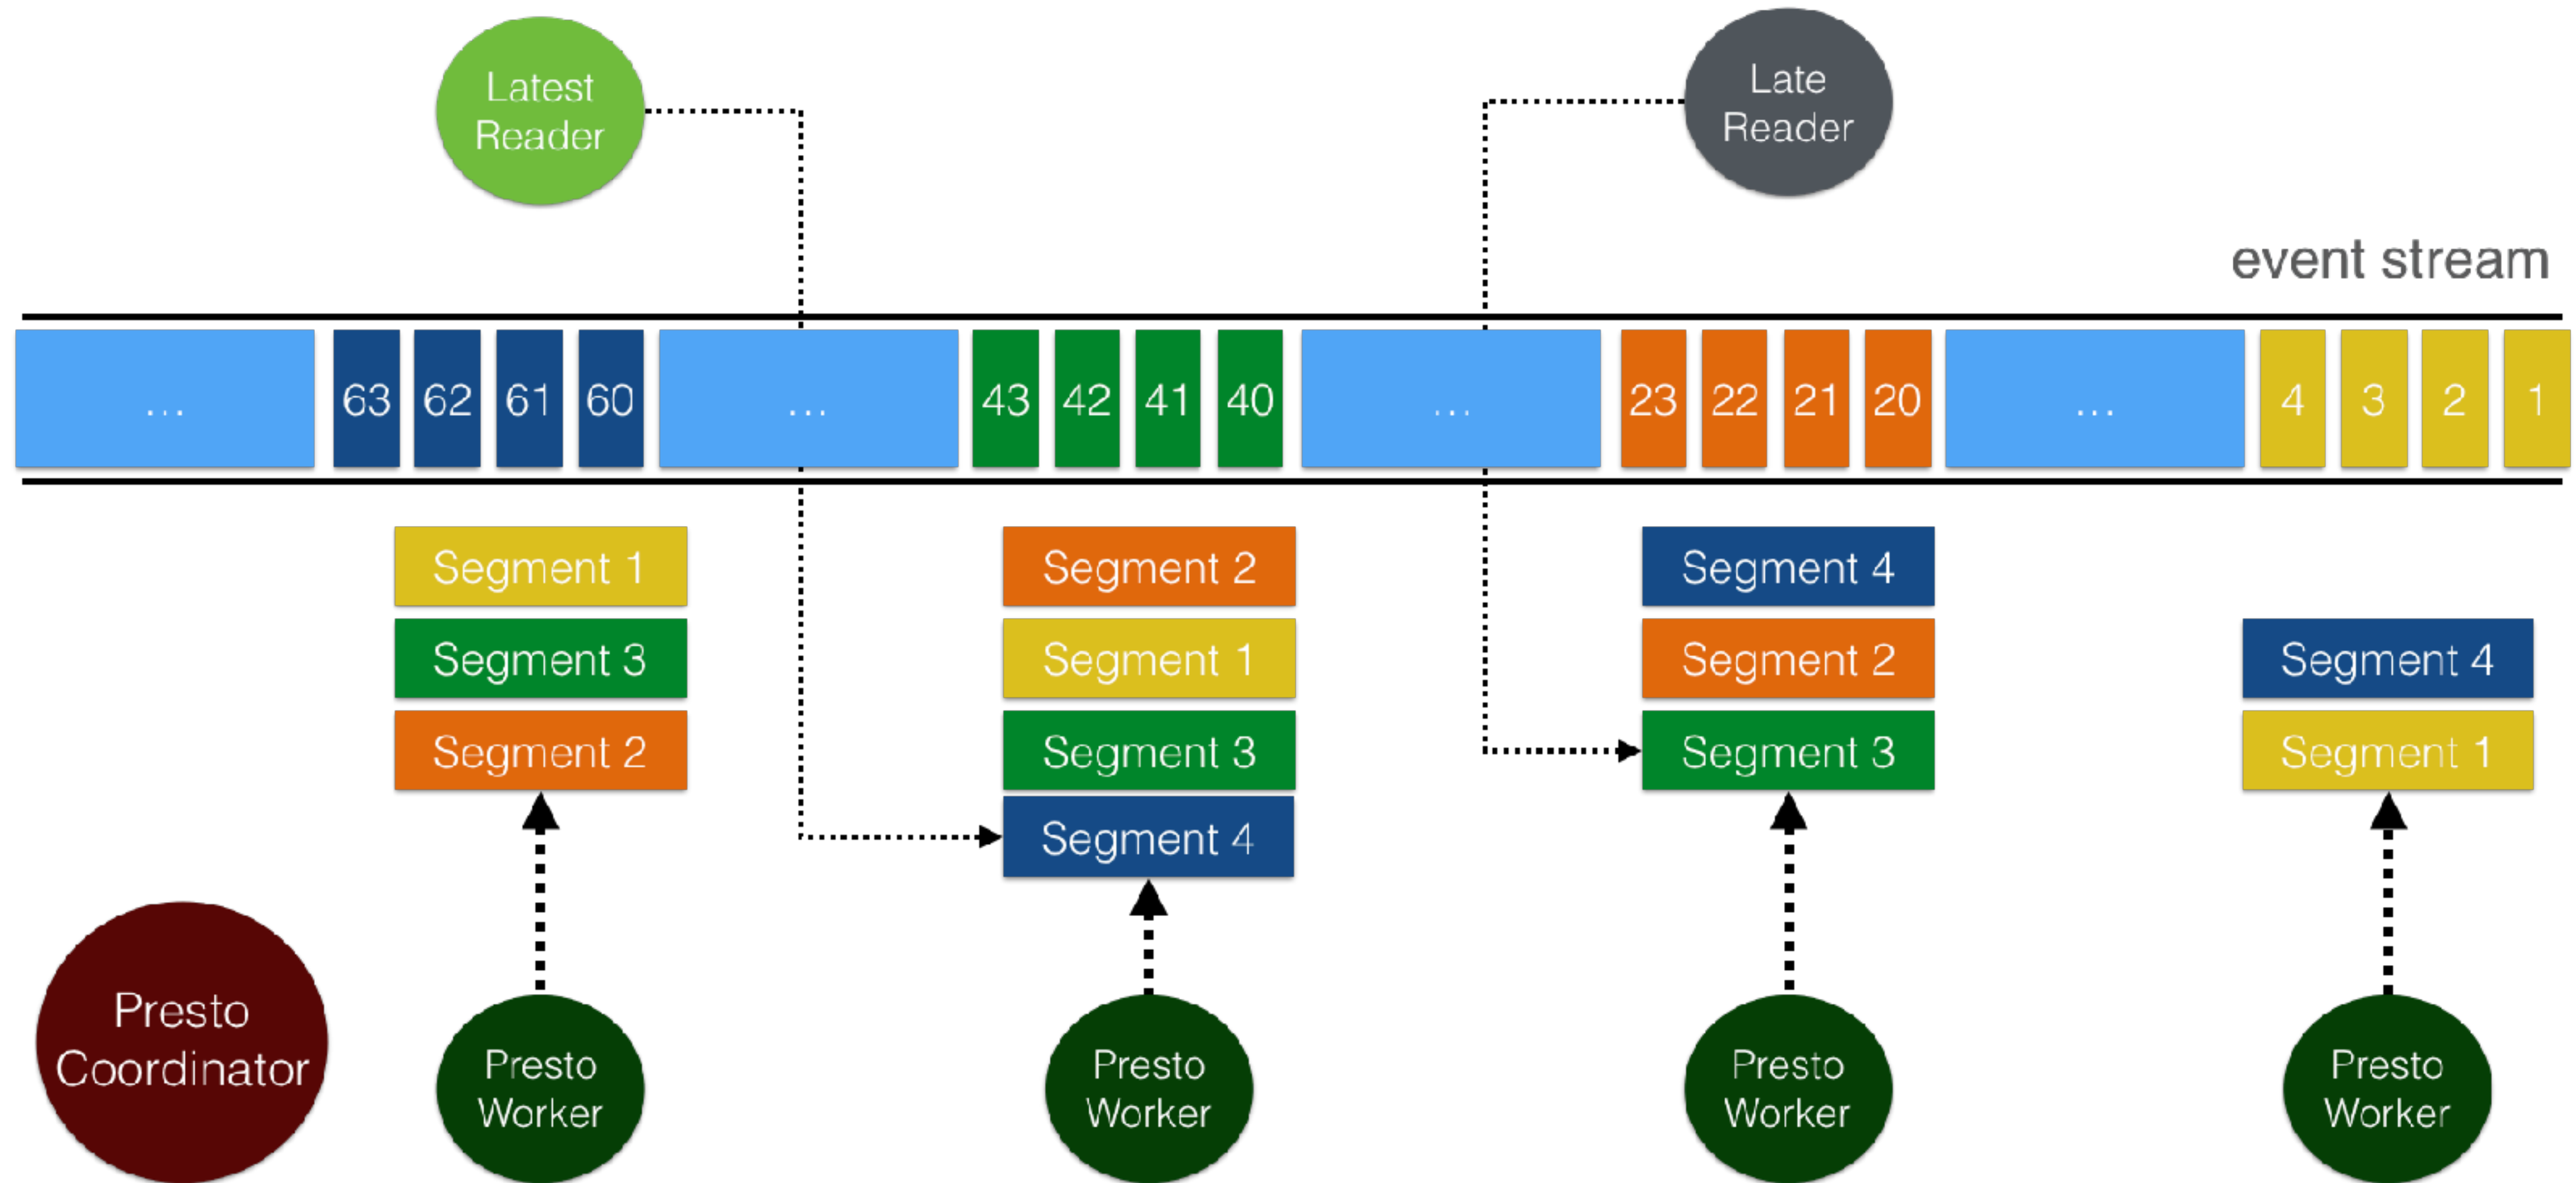 Latest
Reader
Late
Reader
event stream
... 63 62 61 60 ... 43 42 41 40 ... 23 22 21 20 ... 4 3 2 1
Segment 1
Segment 3
Segment 2
Segment 2
Segment 1
Segment 3
Segment 4
Segment 4
Segment 2
Segment 3
Segment 4
Segment 1
Presto
Coordinator
Presto
Worker
Presto
Worker
Presto
Worker
Presto
Worker